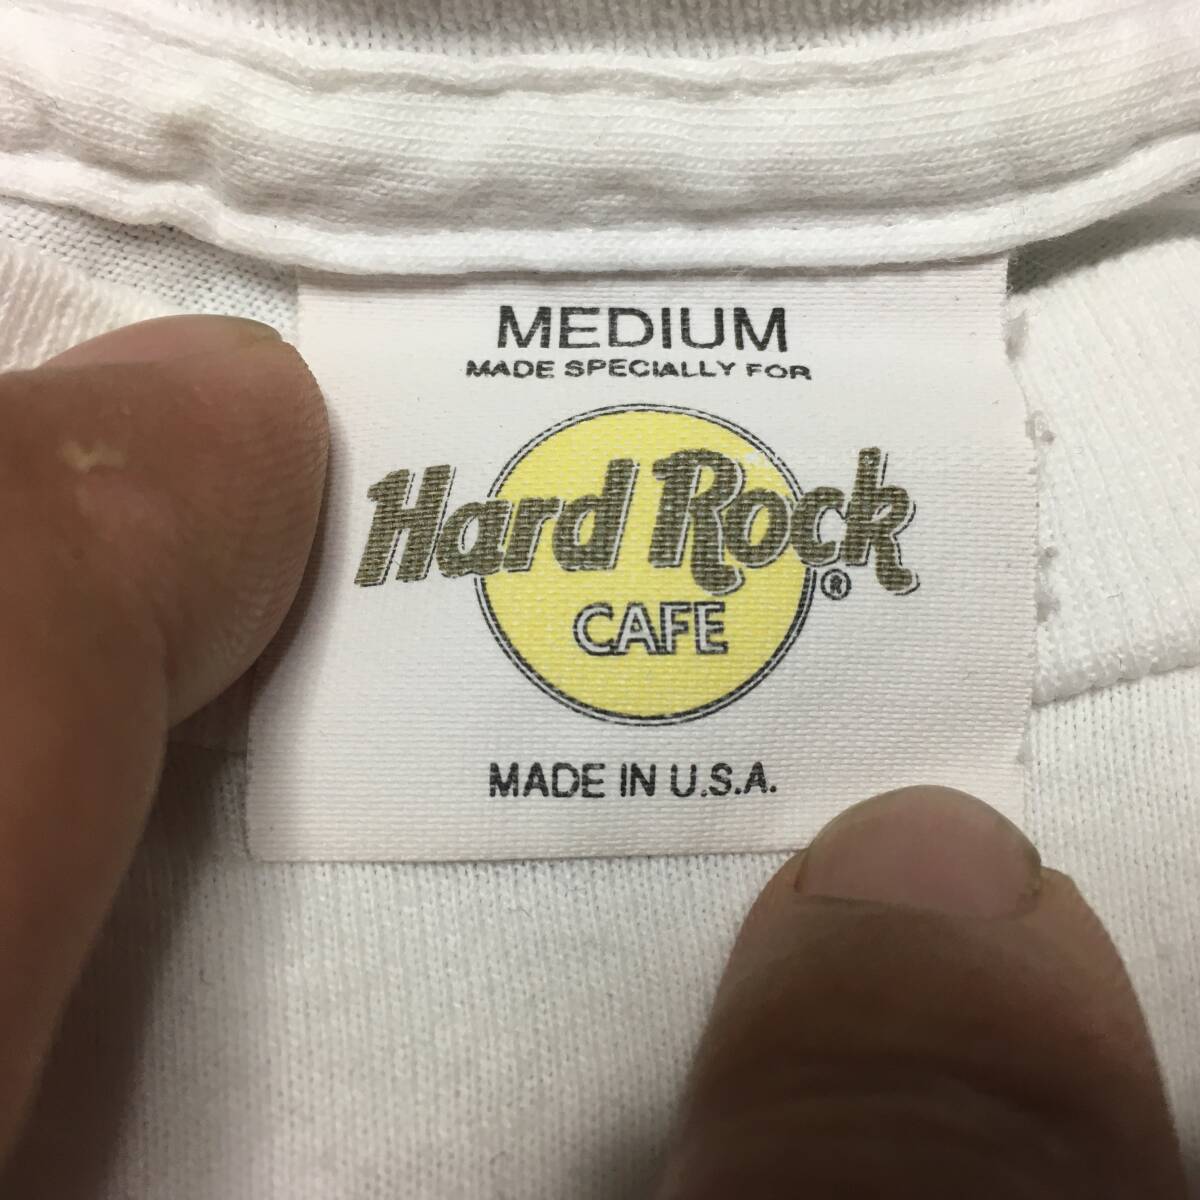 MEDIUM
MADE SPECIALLY FOR
Hard Rock
®
CAFE
MADE IN U.S.A.